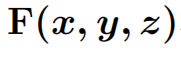 F(x, y, z)